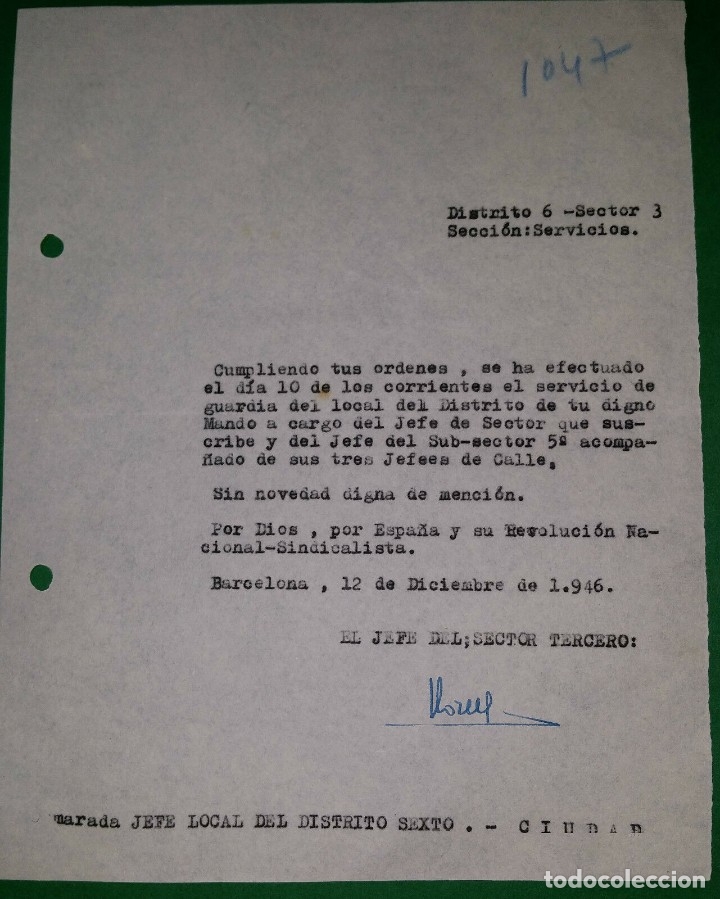 1047
Distrito 6 -Sector 3
Sección:Servicios.
Cumpliendo tus ordenes , se ha efectuado
el día 10 de los corrientes el servicio de
guardia del local del Distrito de tu digno
Mando a cargo del Jefe de Sector que sus-
cribe y del Jefe del Sub-sector 5º acompa-
ñado de sus tres Jefees de Calle.
Sin novedad digna de mención.
Por Dios , por España y su Revolución Na-
cional-Sindicalista.
Barcelona , 12 de Diciembre de 1.946.
EL JEFE DEL;SECTOR TERCERO:
marada JEFE LOCAL DEL DISTRITO SEXTO . - C I U D A D
todocoleccion.net